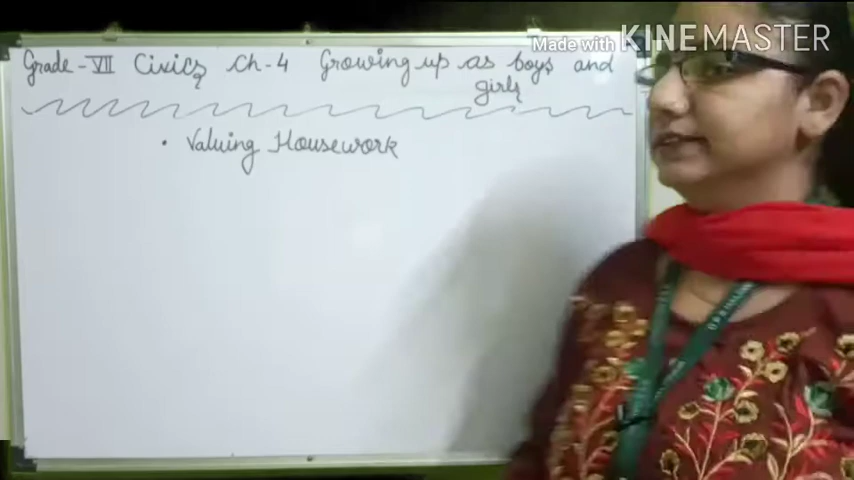 Made with KINEMASTER
Grade-VII Civics Ch-4 Growing up as boys and
girls
• Valuing Housework